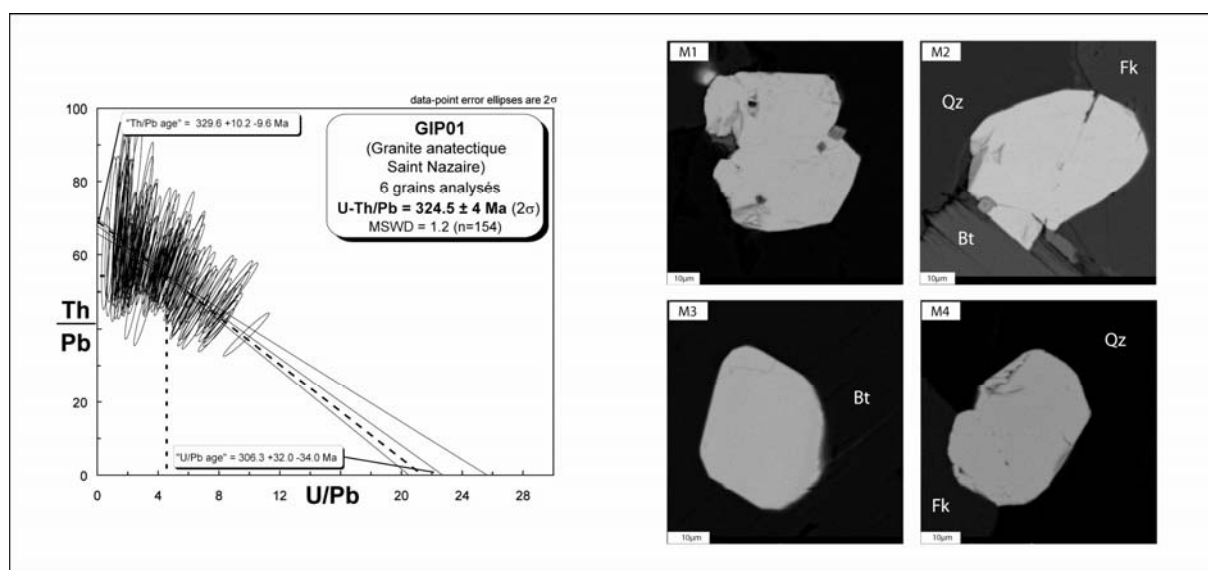 data-point error ellipses are 2σ
100
80
60
40
20
0
Th
Pb
"Th/Pb age" = 329.6 +10.2 -9.6 Ma
GIP01
(Granite anatectique
Saint Nazaire)
6 grains analysés
U-Th/Pb = 324.5 ± 4 Ma (2σ)
MSWD = 1.2 (n=154)
"U/Pb age" = 306.3 +32.0 -34.0 Ma
0 4 8 12 16 20 24 28
U/Pb
M1
10µm
M2
Fk
Qz
Bt
10µm
M3
Bt
10µm
M4
Qz
Fk
10µm